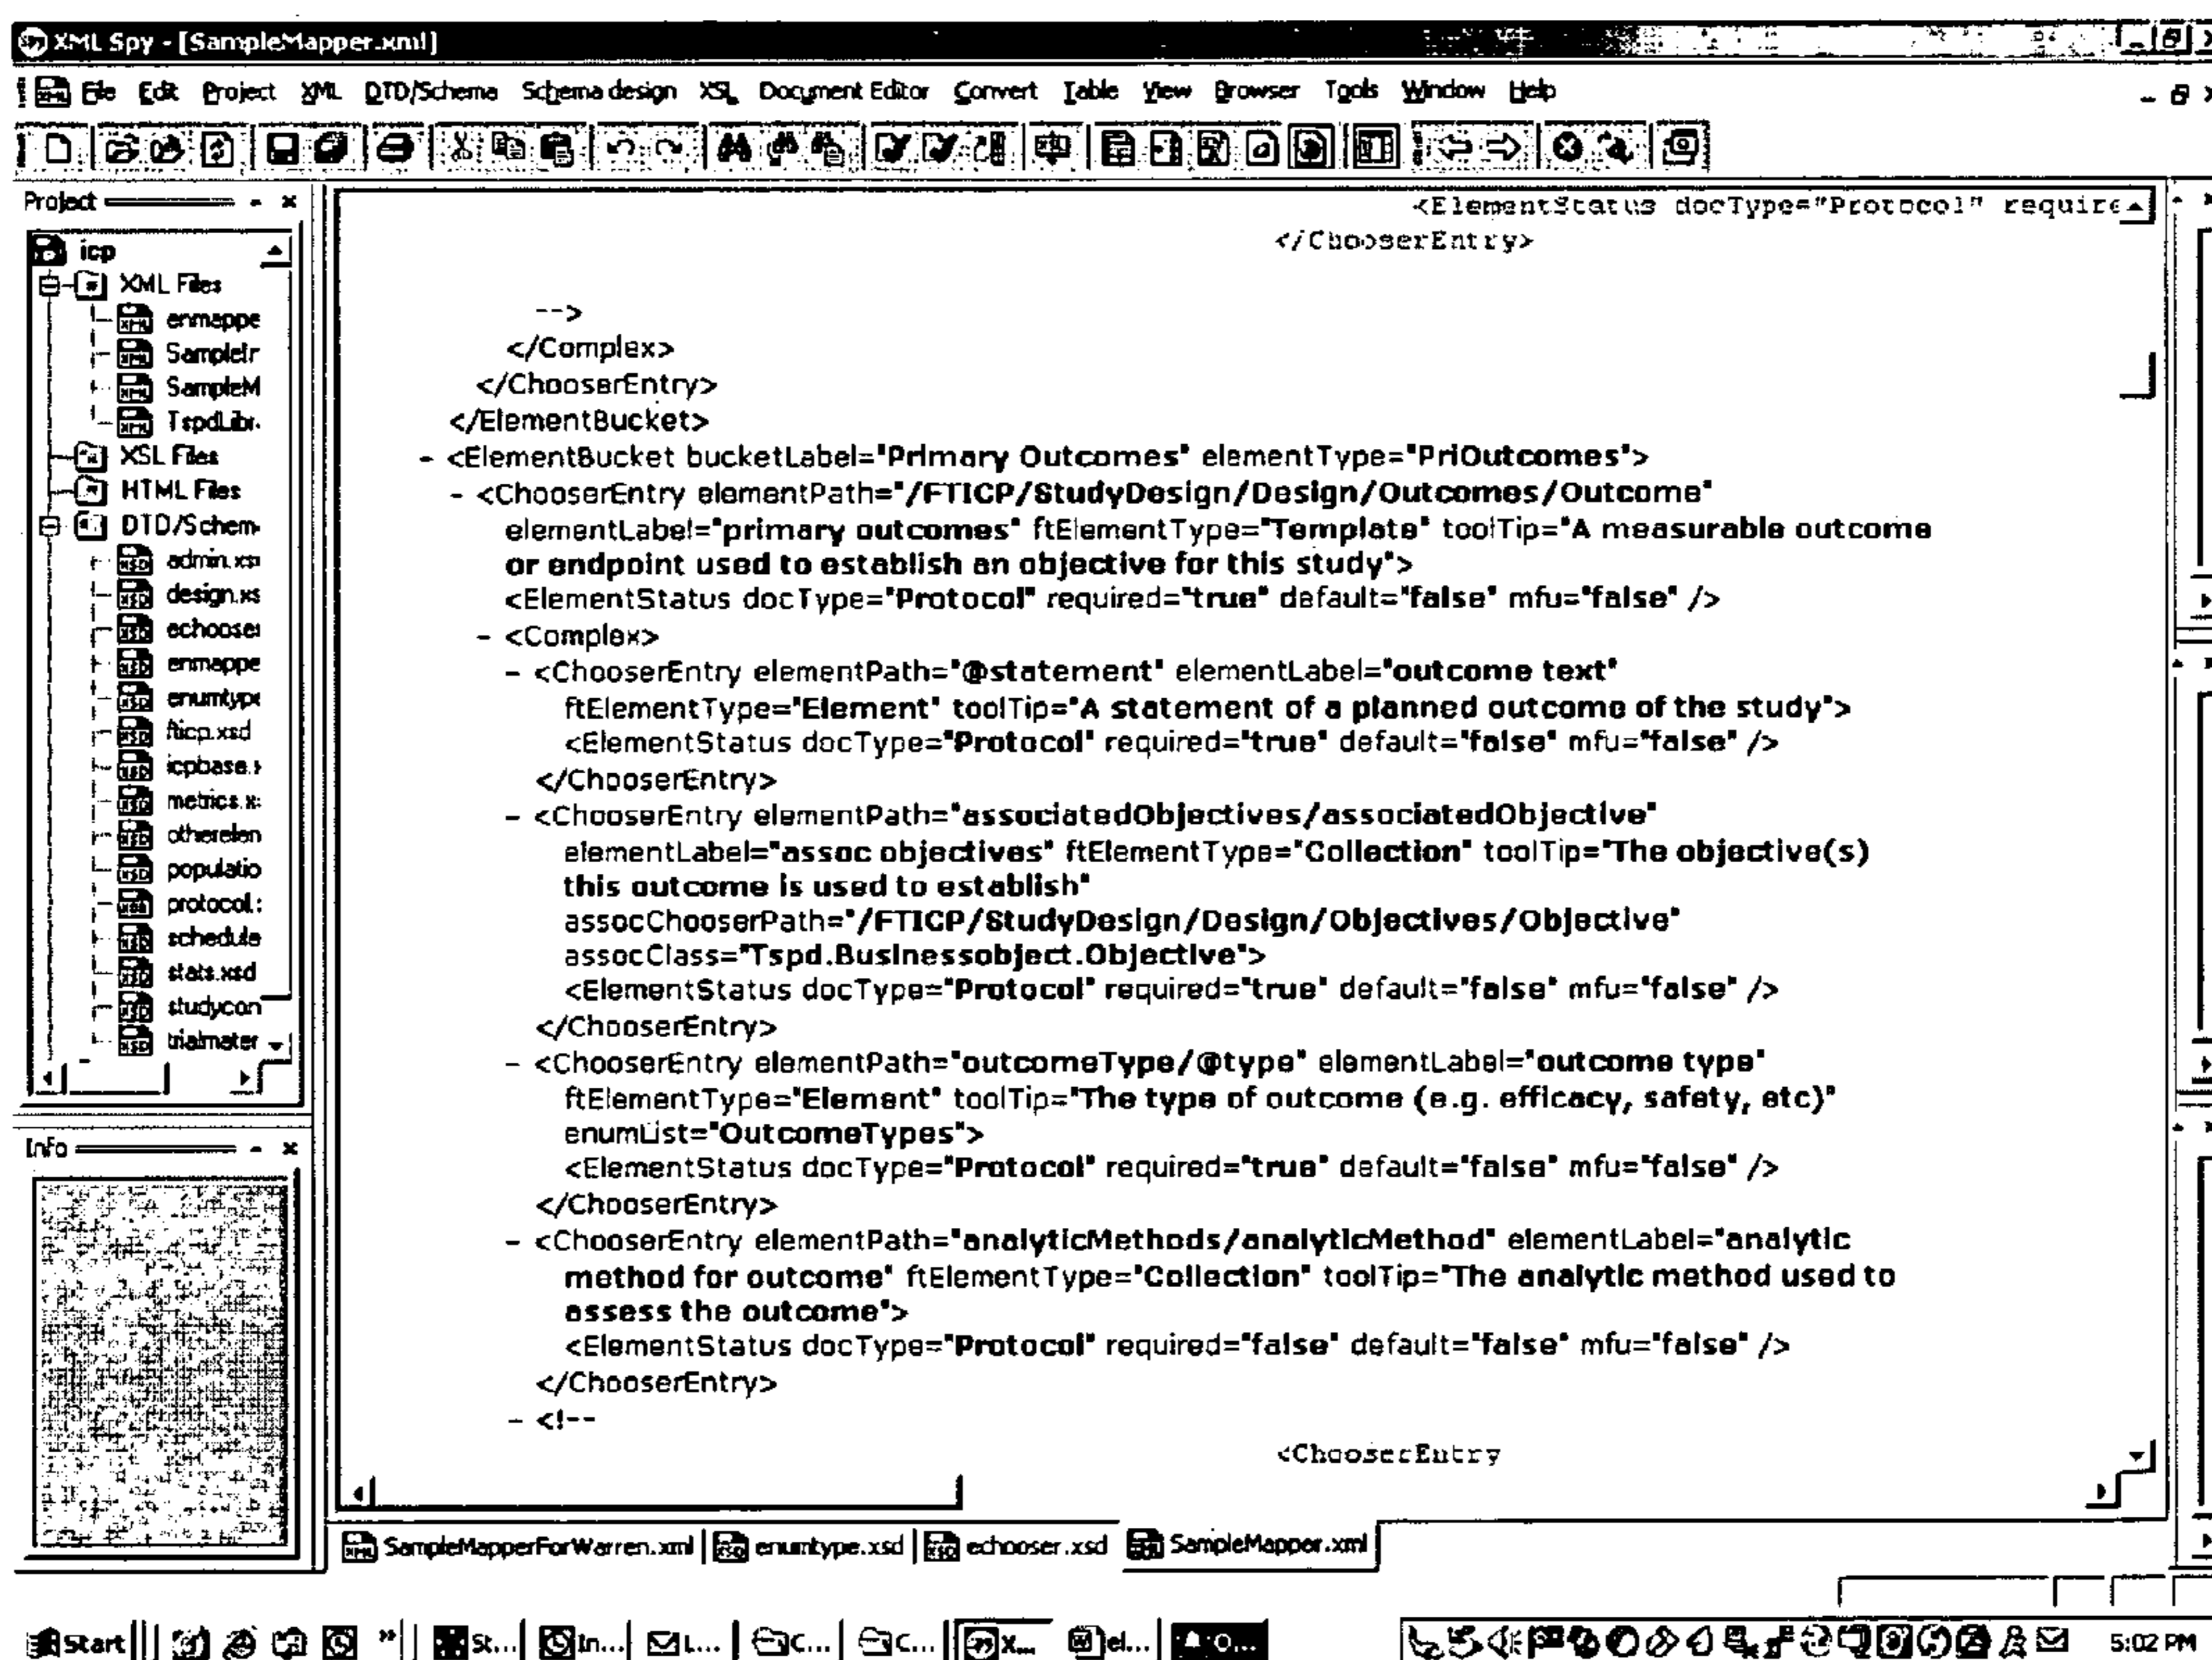 XML Spy - [SampleMapper.xml]
File Edit Project XML DTD/Schema Schema design XSL Document Editor Convert Table View Browser Tools Window Help
Project
icp
XML Files
enmappe
SampleIr
SampleM
TspdLibr.
XSL Files
HTML Files
DTD/Schem
admin.xs
design.xs
echooser
enmappe
enumtype
fticp.xsd
icpbase.x
metrics.x
otherelen
populatio
protocol.
schedule
stats.xsd
studycon
trialmater
Info
<ElementStatus docType="Protocol" require
</ChooserEntry>
-->
</Complex>
</ChooserEntry>
</ElementBucket>
- <ElementBucket bucketLabel="Primary Outcomes" elementType="PriOutcomes">
- <ChooserEntry elementPath="/FTICP/StudyDesign/Design/Outcomes/Outcome"
elementLabel="primary outcomes" ftElementType="Template" toolTip="A measurable outcome
or endpoint used to establish an objective for this study">
<ElementStatus docType="Protocol" required="true" default="false" mfu="false" />
- <Complex>
- <ChooserEntry elementPath="@statement" elementLabel="outcome text"
ftElementType="Element" toolTip="A statement of a planned outcome of the study">
<ElementStatus docType="Protocol" required="true" default="false" mfu="false" />
</ChooserEntry>
- <ChooserEntry elementPath="associatedObjectives/associatedObjective"
elementLabel="assoc objectives" ftElementType="Collection" toolTip="The objective(s)
this outcome is used to establish"
assocChooserPath="/FTICP/StudyDesign/Design/Objectives/Objective"
assocClass="Tspd.Businessobject.Objective">
<ElementStatus docType="Protocol" required="true" default="false" mfu="false" />
</ChooserEntry>
- <ChooserEntry elementPath="outcomeType/@type" elementLabel="outcome type"
ftElementType="Element" toolTip="The type of outcome (e.g. efficacy, safety, etc)"
enumList="OutcomeTypes">
<ElementStatus docType="Protocol" required="true" default="false" mfu="false" />
</ChooserEntry>
- <ChooserEntry elementPath="analyticMethods/analyticMethod" elementLabel="analytic
method for outcome" ftElementType="Collection" toolTip="The analytic method used to
assess the outcome">
<ElementStatus docType="Protocol" required="false" default="false" mfu="false" />
</ChooserEntry>
- <!--
<ChooserEntry
SampleMapperForWarren.xml enumtype.xsd echooser.xsd SampleMapper.xml
Start St... In... L... C... C... X... el... O... 5:02 PM